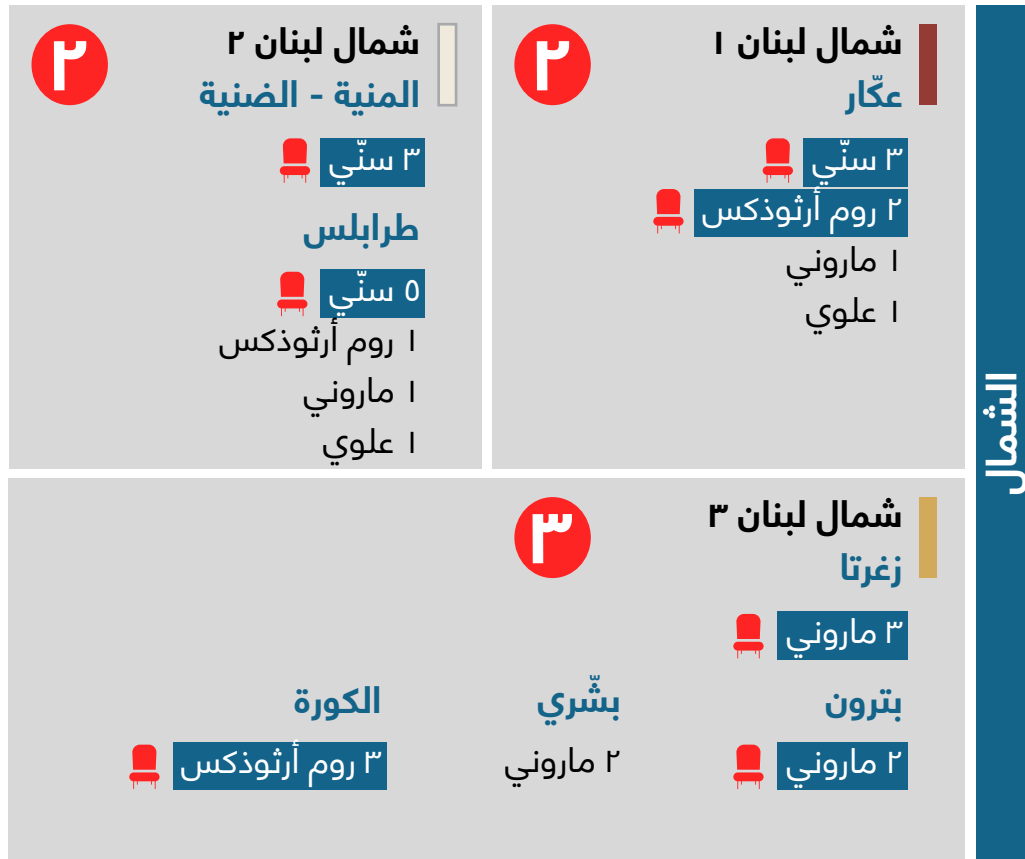 الشمال
شمال لبنان ١
٢
عكّار
٣ سنّي
٢ روم أرثوذكس
١ ماروني
١ علوي
شمال لبنان ٢
٢
المنية - الضنية
٣ سنّي
طرابلس
٥ سنّي
١ روم أرثوذكس
١ ماروني
١ علوي
شمال لبنان ٣
٣
زغرتا
٣ ماروني
بترون
٢ ماروني
بشّري
٢ ماروني
الكورة
٣ روم أرثوذكس